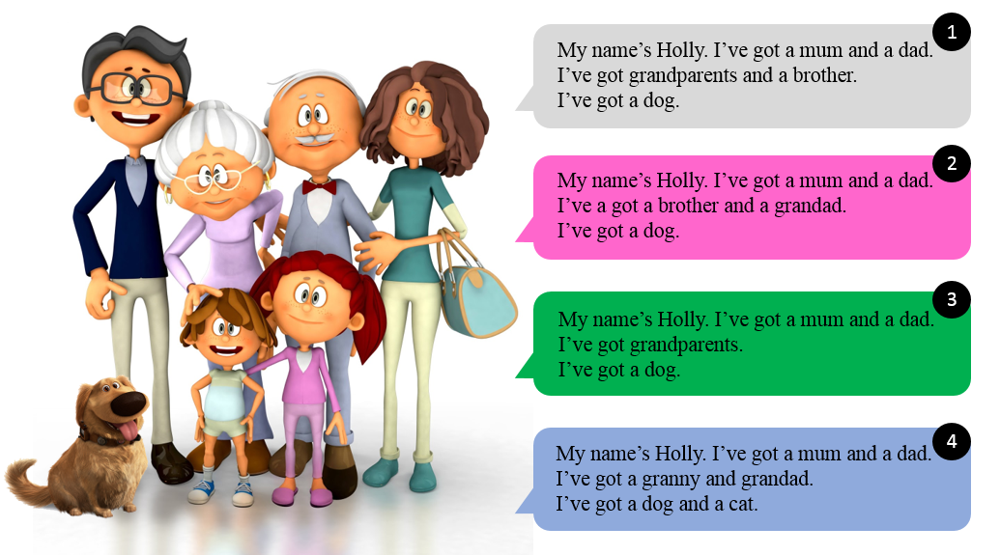 1
My name's Holly. I've got a mum and a dad.
I've got grandparents and a brother.
I've got a dog.
2
My name's Holly. I've got a mum and a dad.
I've a got a brother and a grandad.
I've got a dog.
3
My name's Holly. I've got a mum and a dad.
I've got grandparents.
I've got a dog.
4
My name's Holly. I've got a mum and a dad.
I've got a granny and grandad.
I've got a dog and a cat.